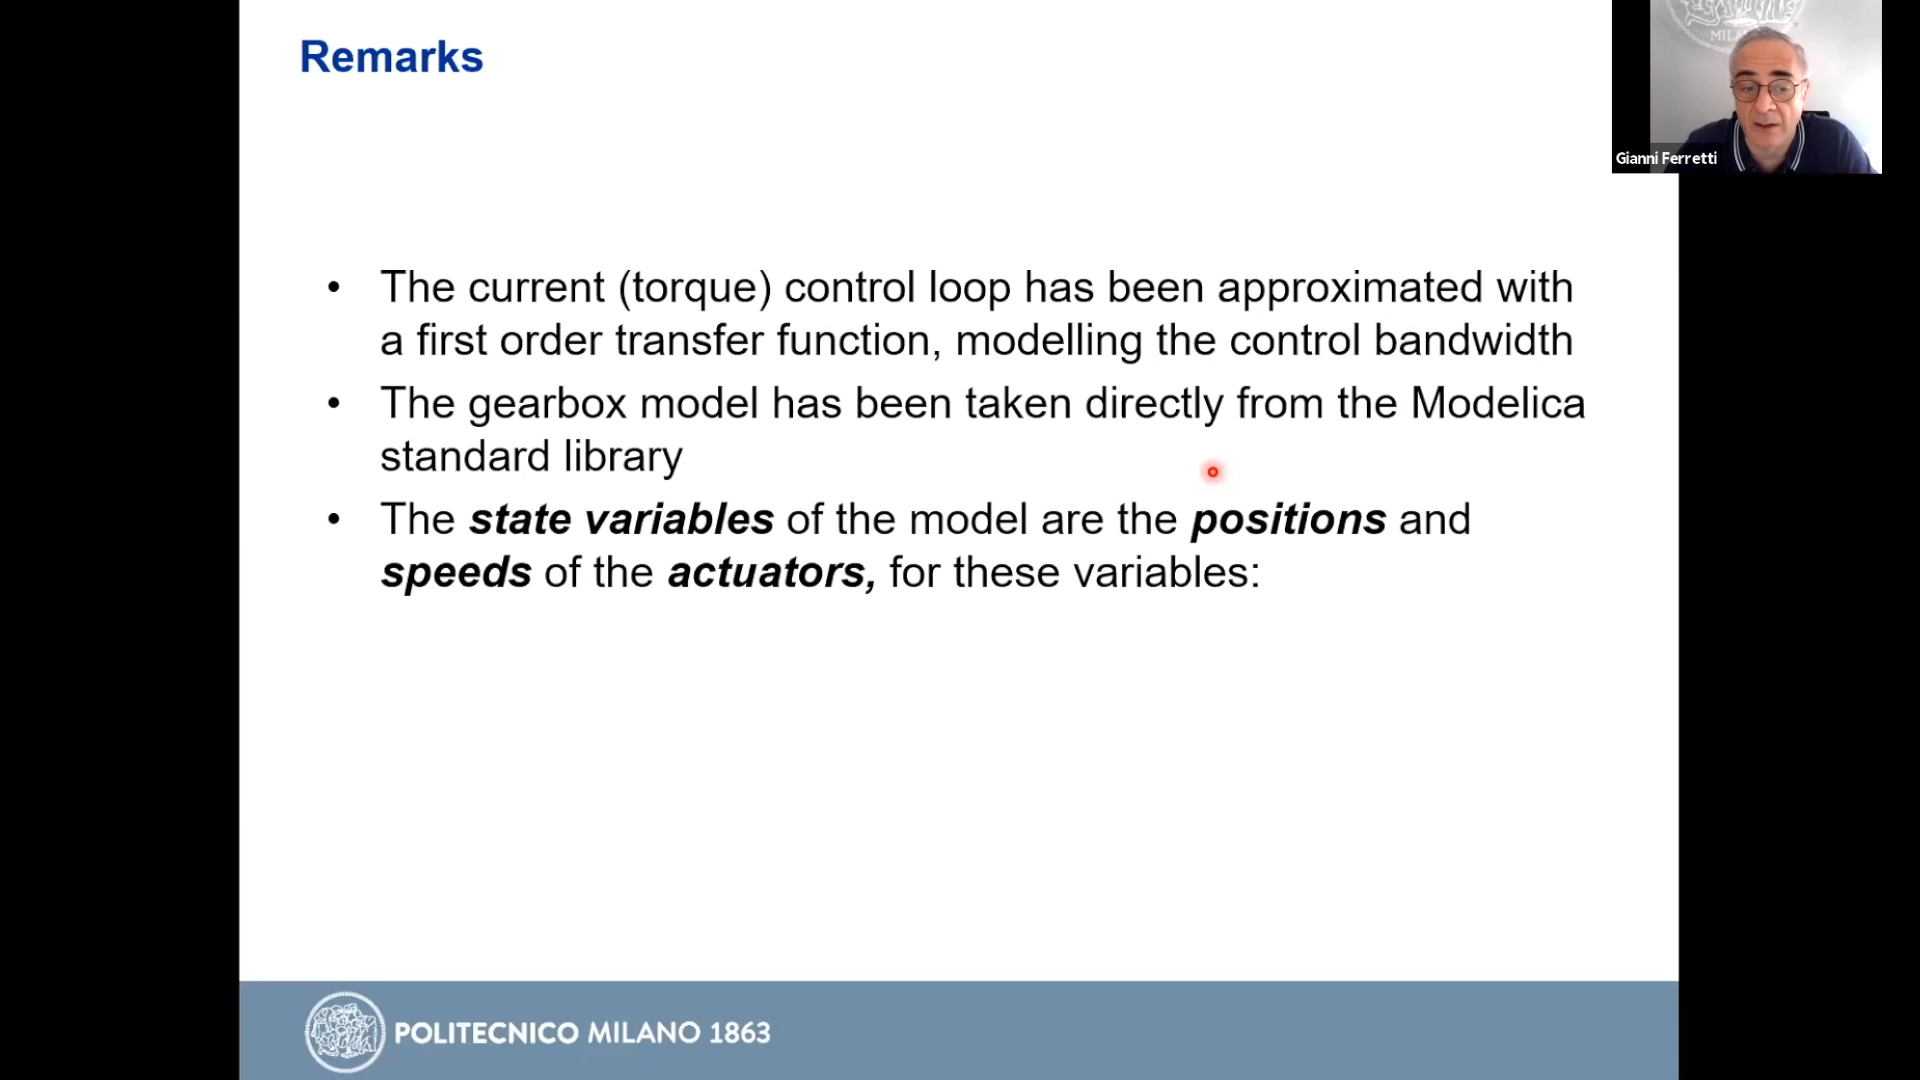 Remarks
MILA
Gianni Ferretti
• The current (torque) control loop has been approximated with
a first order transfer function, modelling the control bandwidth
• The gearbox model has been taken directly from the Modelica
standard library
• The state variables of the model are the positions and
speeds of the actuators, for these variables:
POLITECNICO MILANO 1863